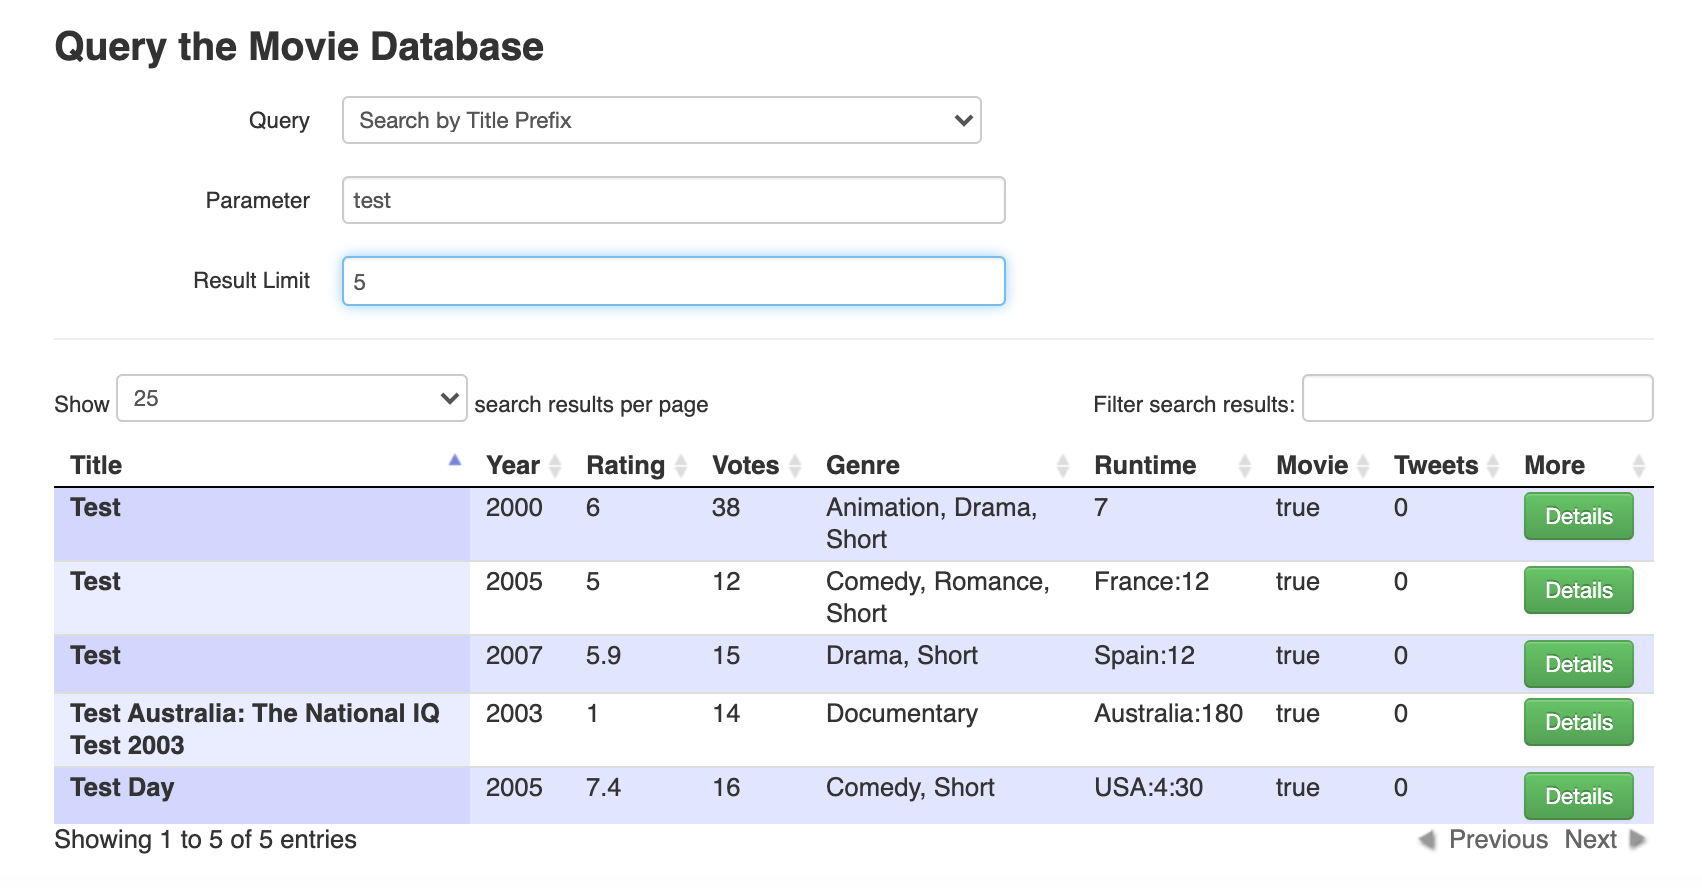 Query the Movie Database
Query Search by Title Prefix
Parameter test
Result Limit 5
Show 25 search results per page Filter search results:
Title Year Rating Votes Genre Runtime Movie Tweets More
Test 2000 6 38 Animation, Drama, 7 true 0 Details
Short
Test 2005 5 12 Comedy, Romance, France:12 true 0 Details
Short
Test 2007 5.9 15 Drama, Short Spain:12 true 0 Details
Test Australia: The National IQ 2003 1 14 Documentary Australia:180 true 0 Details
Test 2003
Test Day 2005 7.4 16 Comedy, Short USA:4:30 true 0 Details
Showing 1 to 5 of 5 entries Previous Next